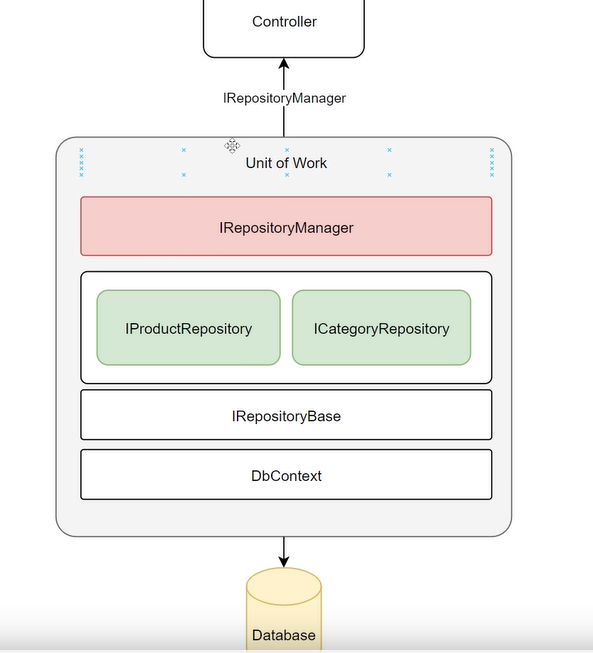 Controller
IRepositoryManager
Unit of Work
IRepositoryManager
IProductRepository
ICategoryRepository
IRepositoryBase
DbContext
Database